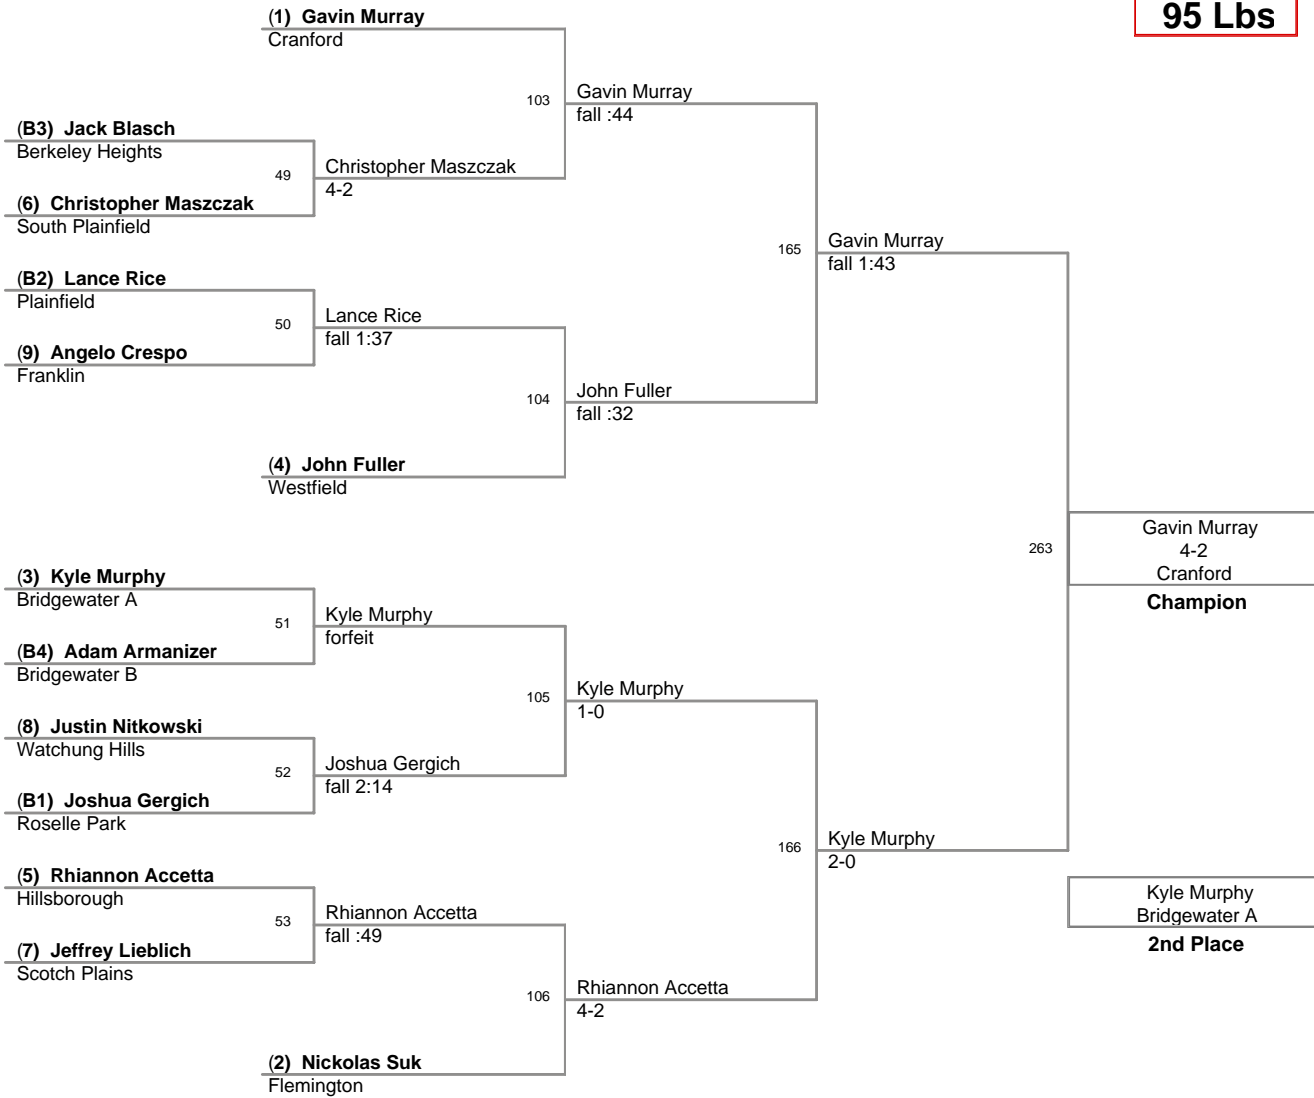 95 Lbs
(1) Gavin Murray
Cranford
103
Gavin Murray
fall :44
(B3) Jack Blasch
Berkeley Heights
49
Christopher Maszczak
4-2
(6) Christopher Maszczak
South Plainfield
165
Gavin Murray
fall 1:43
(B2) Lance Rice
Plainfield
50
Lance Rice
fall 1:37
(9) Angelo Crespo
Franklin
104
John Fuller
fall :32
(4) John Fuller
Westfield
263
Gavin Murray
4-2
Cranford
Champion
(3) Kyle Murphy
Bridgewater A
51
Kyle Murphy
forfeit
(B4) Adam Armanizer
Bridgewater B
105
Kyle Murphy
1-0
(8) Justin Nitkowski
Watchung Hills
52
Joshua Gergich
fall 2:14
(B1) Joshua Gergich
Roselle Park
166
Kyle Murphy
2-0
(5) Rhiannon Accetta
Hillsborough
53
Rhiannon Accetta
fall :49
(7) Jeffrey Lieblich
Scotch Plains
106
Rhiannon Accetta
4-2
(2) Nickolas Suk
Flemington
Kyle Murphy
Bridgewater A
2nd Place